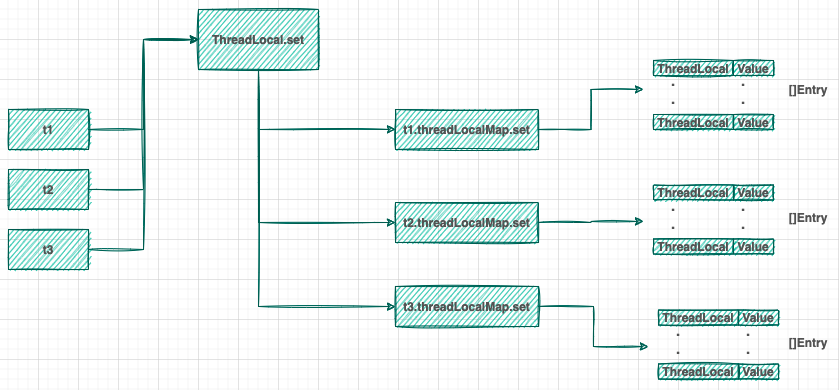 ThreadLocal.set
t1
t2
t3
t1.threadLocalMap.set
t2.threadLocalMap.set
t3.threadLocalMap.set
ThreadLocal Value
[]Entry
ThreadLocal Value
ThreadLocal Value
[]Entry
ThreadLocal Value
ThreadLocal Value
[]Entry
ThreadLocal Value